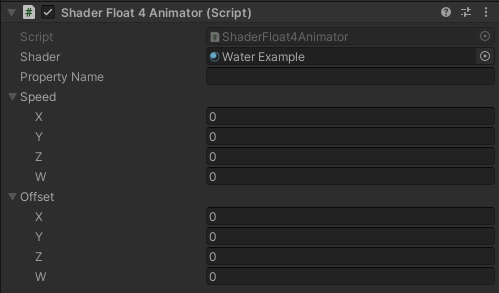 Shader Float 4 Animator (Script)
Script ShaderFloat4Animator
Shader Water Example
Property Name
Speed
X 0
Y 0
Z 0
W 0
Offset
X 0
Y 0
Z 0
W 0